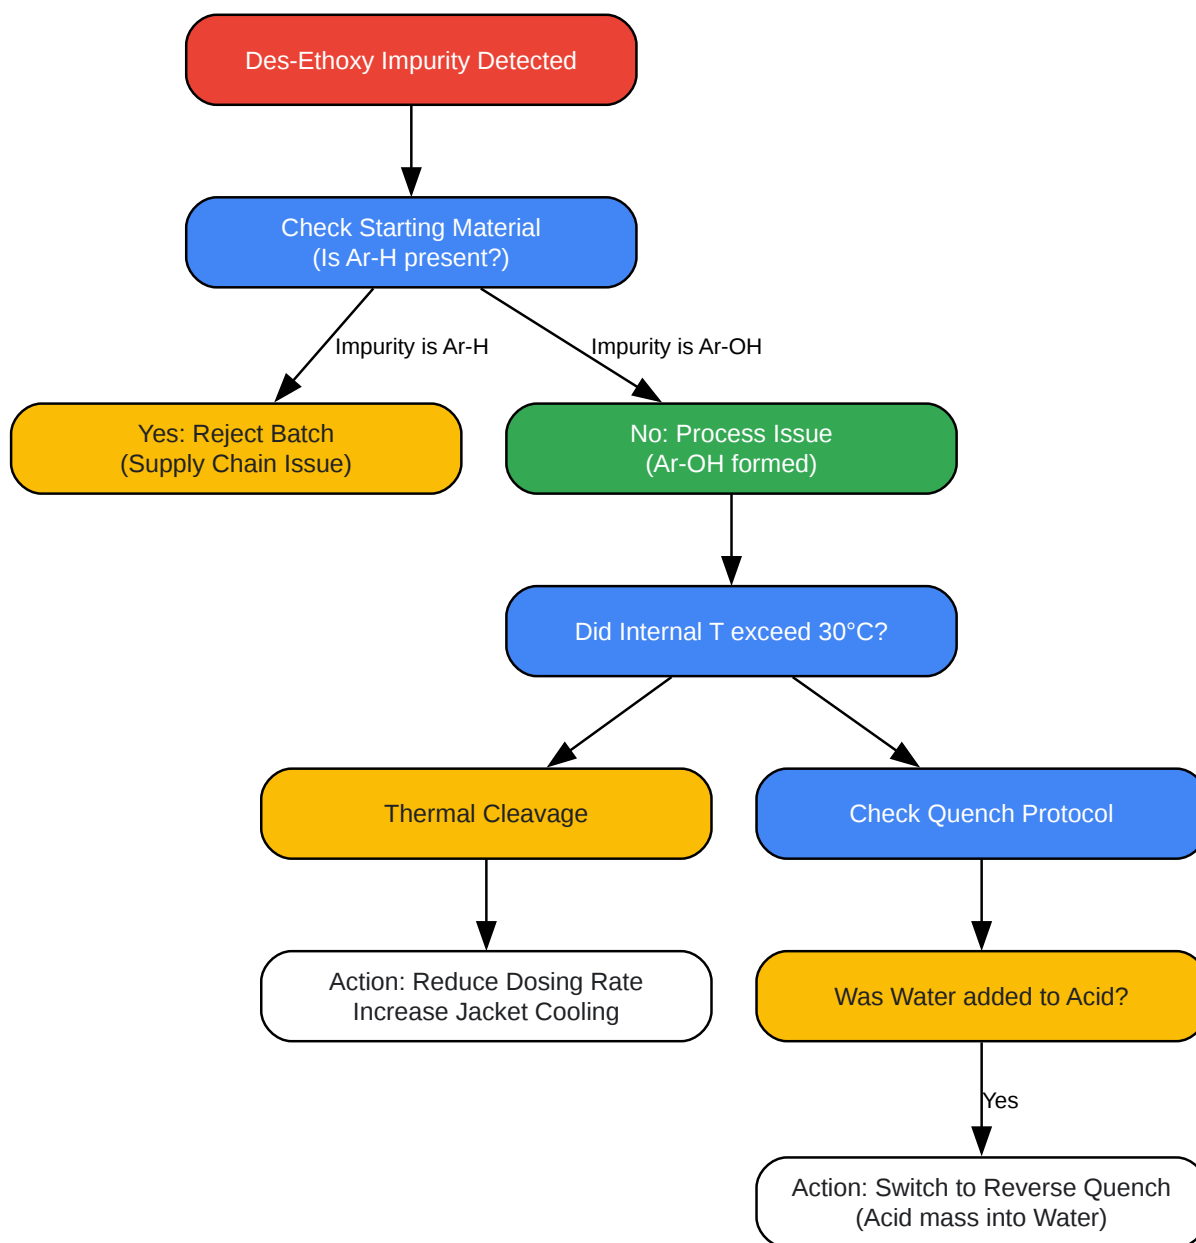 Des-Ethoxy Impurity Detected
Check Starting Material
(Is Ar-H present?)
Impurity is Ar-H
Impurity is Ar-OH
Yes: Reject Batch
(Supply Chain Issue)
No: Process Issue
(Ar-OH formed)
Did Internal T exceed 30°C?
Thermal Cleavage
Check Quench Protocol
Action: Reduce Dosing Rate
Increase Jacket Cooling
Was Water added to Acid?
Yes
Action: Switch to Reverse Quench
(Acid mass into Water)